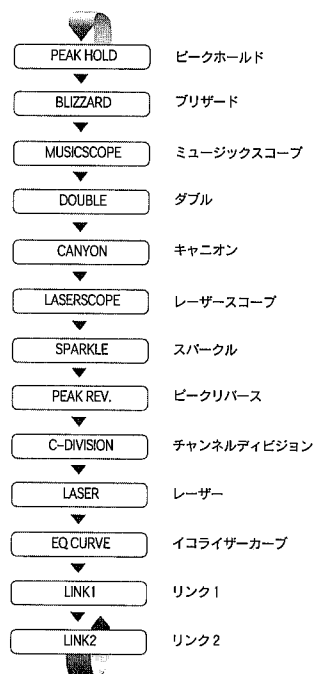 PEAK HOLD ピークホールド
BLIZZARD ブリザード
MUSICSCOPE ミュージックスコープ
DOUBLE ダブル
CANYON キャニオン
LASERSCOPE レーザースコープ
SPARKLE スパークル
PEAK REV. ピークリバース
C-DIVISION チャンネルディビジョン
LASER レーザー
EQ CURVE イコライザーカーブ
LINK1 リンク1
LINK2 リンク2